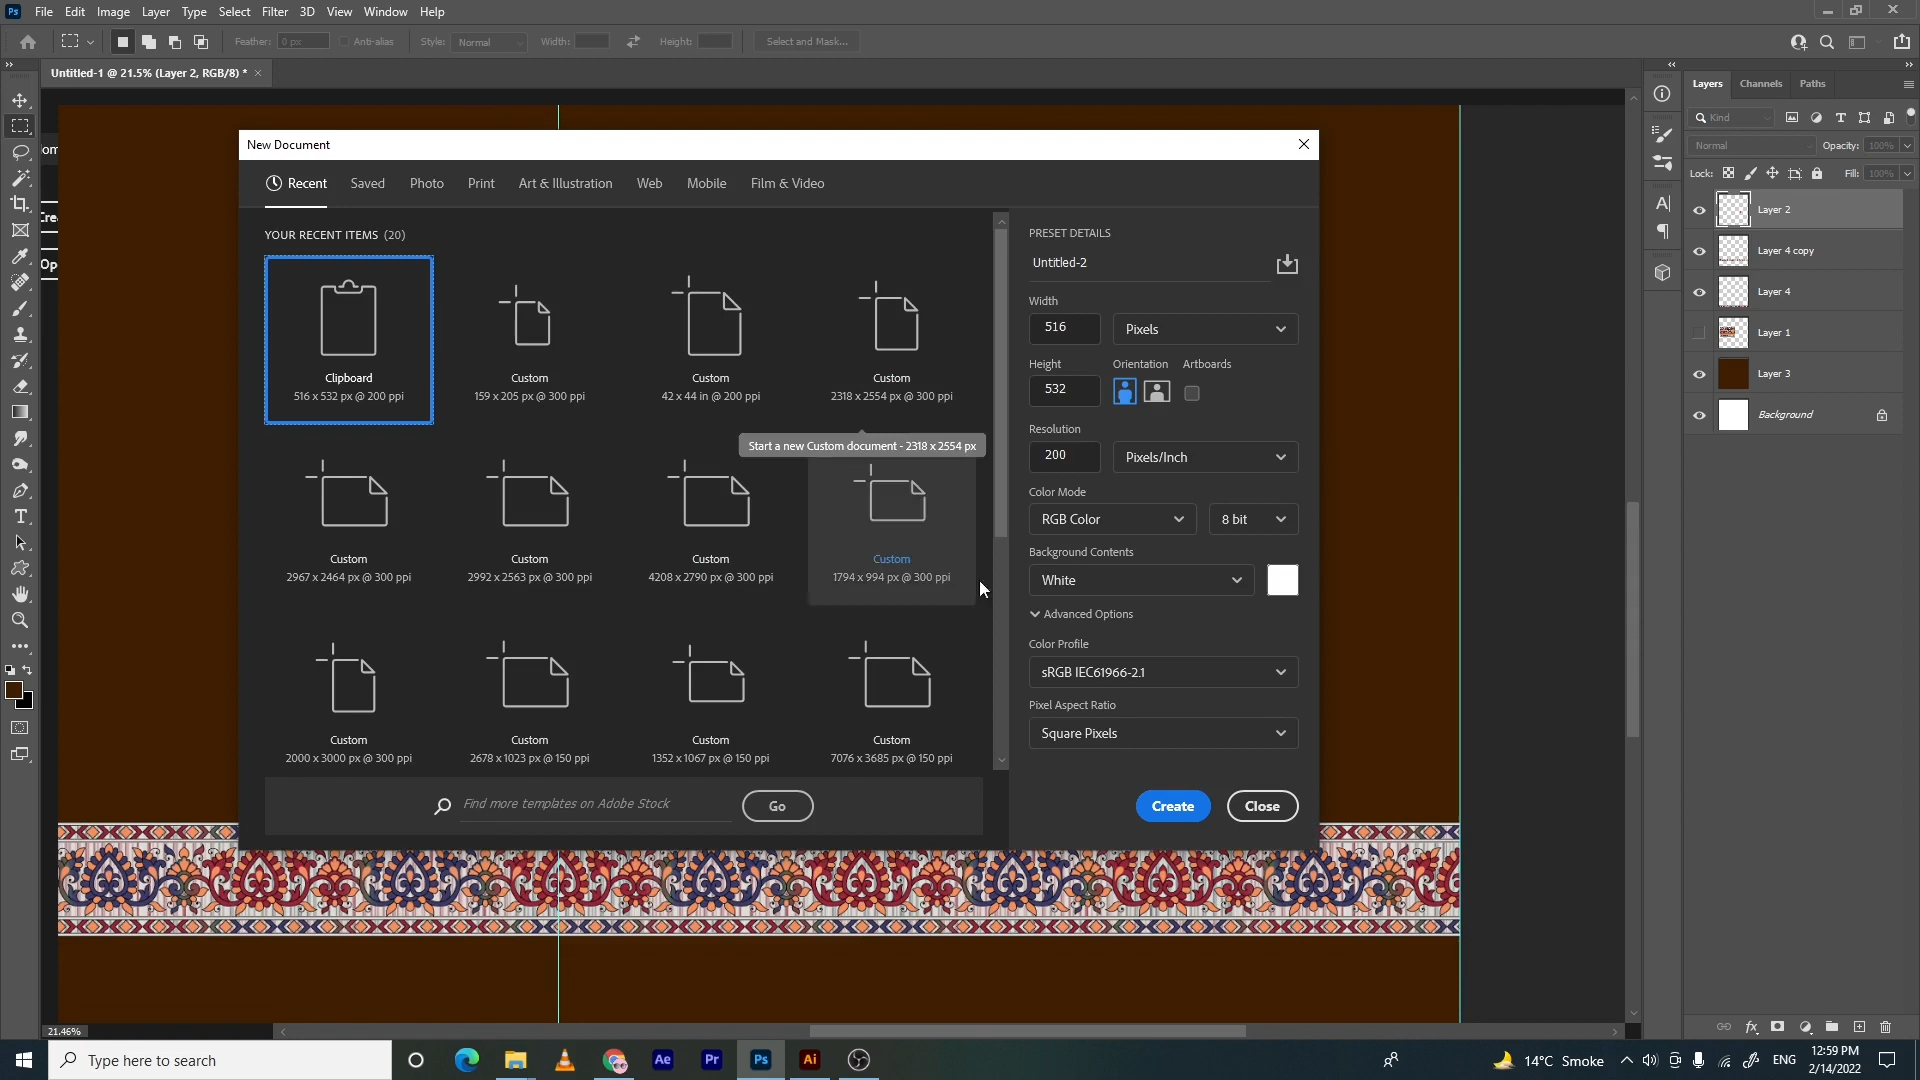 Ps File Edit Image Layer Type Select Filter 3D View Window Help
Feather: 0 px Anti-alias Style: Normal Width: Height: Select and Mask...
Untitled-1 @ 21.5% (Layer 2, RGB/8) * ×
New Document
Recent Saved Photo Print Art & Illustration Web Mobile Film & Video
YOUR RECENT ITEMS (20)
Clipboard
516 x 532 px @ 200 ppi
Custom
159 x 205 px @ 300 ppi
Custom
42 x 44 in @ 200 ppi
Custom
2318 x 2554 px @ 300 ppi
Start a new Custom document - 2318 x 2554 px
Custom
2967 x 2464 px @ 300 ppi
Custom
2992 x 2563 px @ 300 ppi
Custom
4208 x 2790 px @ 300 ppi
Custom
1794 x 994 px @ 300 ppi
Custom
2000 x 3000 px @ 300 ppi
Custom
2678 x 1023 px @ 150 ppi
Custom
1352 x 1067 px @ 150 ppi
Custom
7076 x 3685 px @ 150 ppi
Find more templates on Adobe Stock
Go
PRESET DETAILS
Untitled-2
Width
516 Pixels
Height Orientation Artboards
532
Resolution
200 Pixels/Inch
Color Mode
RGB Color 8 bit
Background Contents
White
Advanced Options
Color Profile
sRGB IEC61966-2.1
Pixel Aspect Ratio
Square Pixels
Create Close
Layers Channels Paths
Kind
Normal Opacity: 100%
Lock: Fill: 100%
Layer 2
Layer 4 copy
Layer 4
Layer 1
Layer 3
Background
21.46%
Type here to search
Ae Pr Ps Ai
14°C Smoke
ENG
12:59 PM
2/14/2022